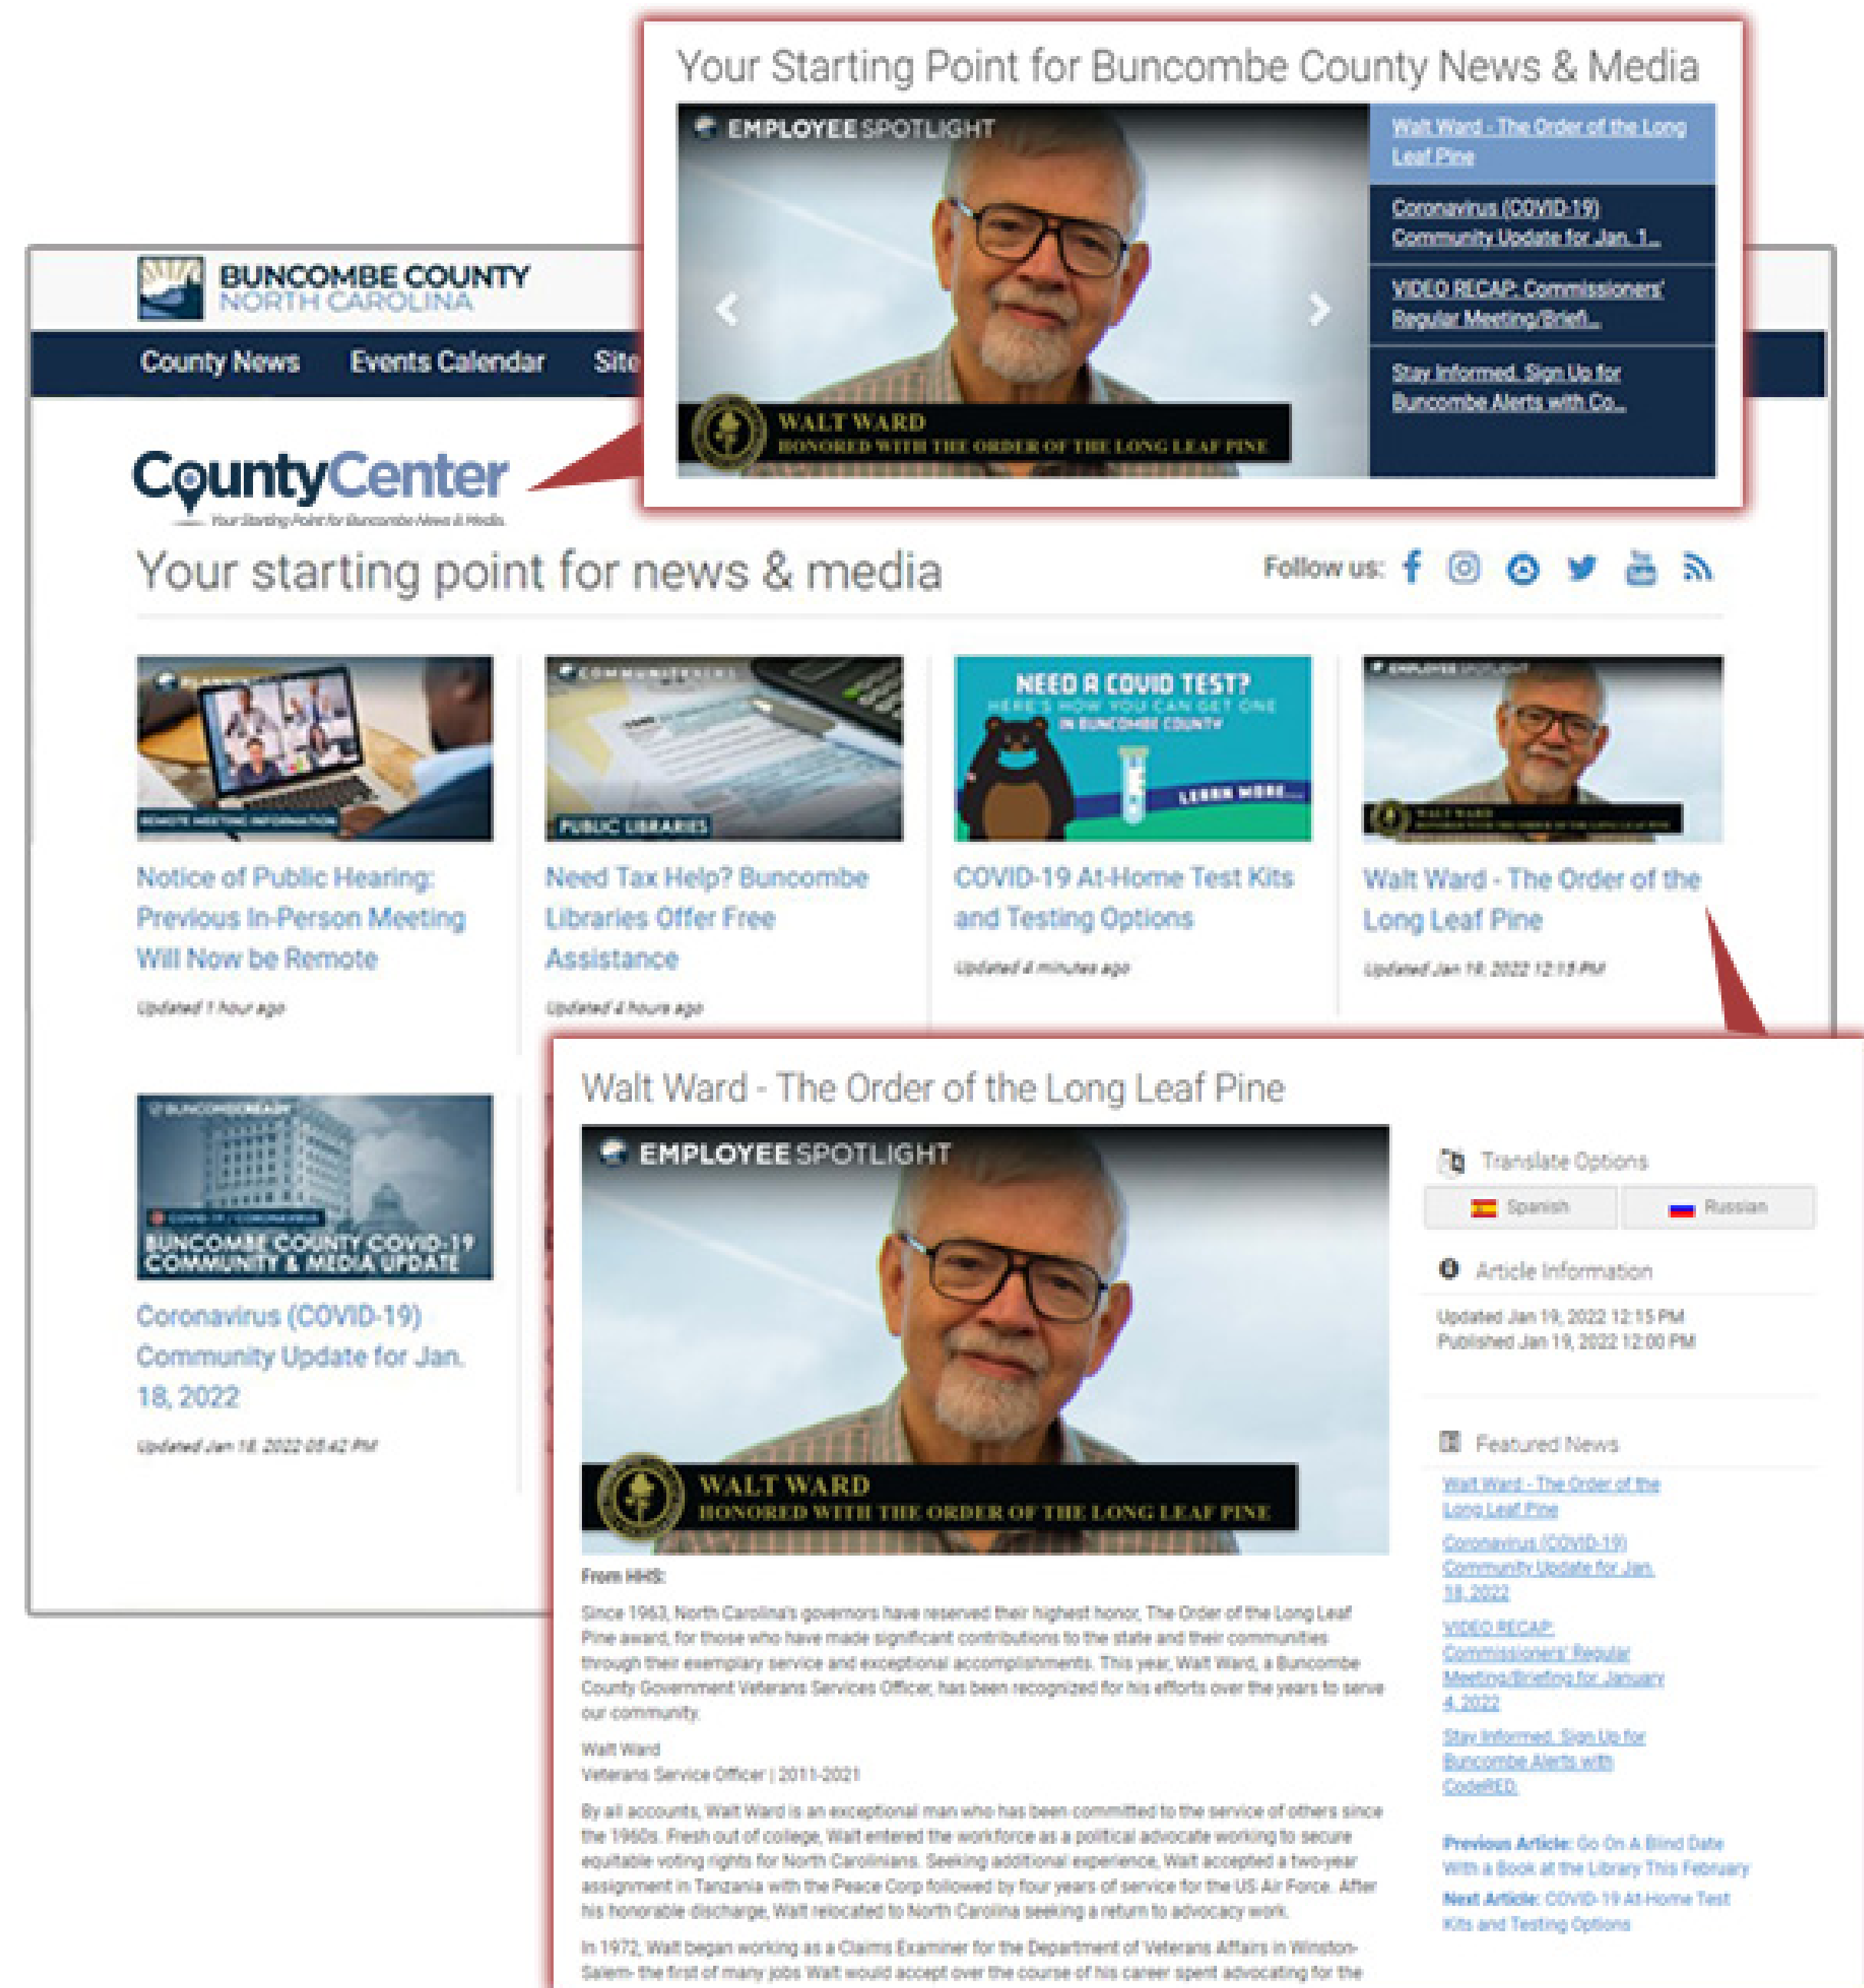 Your Starting Point for Buncombe County News & Media
EMPLOYEE SPOTLIGHT
WALT WARD
HONORED WITH THE ORDER OF THE LONG LEAF PINE
Walt Ward - The Order of the Long
Leaf Pine
Coronavirus (COVID-19)
Community Update for Jan. 1...
VIDEO RECAP: Commissioners'
Regular Meeting/Briefi...
Stay Informed. Sign Up for
Buncombe Alerts with Co...
BUNCOMBE COUNTY
NORTH CAROLINA
County News
Events Calendar
Site
CountyCenter
Your Starting Point for Buncombe News & Media.
Your starting point for news & media
Follow us:
REMOTE MEETING INFORMATION
Notice of Public Hearing:
Previous In-Person Meeting
Will Now be Remote
Updated 1 hour ago
PUBLIC LIBRARIES
Need Tax Help? Buncombe
Libraries Offer Free
Assistance
Updated 4 hours ago
NEED A COVID TEST?
HERE'S HOW YOU CAN GET ONE
IN BUNCOMBE COUNTY
LEARN MORE...
COVID-19 At-Home Test Kits
and Testing Options
Updated 4 minutes ago
EMPLOYEE SPOTLIGHT
WALT WARD
Walt Ward - The Order of the
Long Leaf Pine
Updated Jan 19, 2022 12:15 PM
BUNCOMBEREADY
COVID-19 / CORONAVIRUS
BUNCOMBE COUNTY COVID-19
COMMUNITY & MEDIA UPDATE
Coronavirus (COVID-19)
Community Update for Jan.
18, 2022
Updated Jan 18, 2022 05:42 PM
Walt Ward - The Order of the Long Leaf Pine
EMPLOYEE SPOTLIGHT
WALT WARD
HONORED WITH THE ORDER OF THE LONG LEAF PINE
From HHS:
Since 1963, North Carolina's governors have reserved their highest honor, The Order of the Long Leaf
Pine award, for those who have made significant contributions to the state and their communities
through their exemplary service and exceptional accomplishments. This year, Walt Ward, a Buncombe
County Government Veterans Services Officer, has been recognized for his efforts over the years to serve
our community.
Walt Ward
Veterans Service Officer | 2011-2021
By all accounts, Walt Ward is an exceptional man who has been committed to the service of others since
the 1960s. Fresh out of college, Walt entered the workforce as a political advocate working to secure
equitable voting rights for North Carolinians. Seeking additional experience, Walt accepted a two-year
assignment in Tanzania with the Peace Corp followed by four years of service for the US Air Force. After
his honorable discharge, Walt relocated to North Carolina seeking a return to advocacy work.
In 1972, Walt began working as a Claims Examiner for the Department of Veterans Affairs in Winston-
Salem- the first of many jobs Walt would accept over the course of his career spent advocating for the
Translate Options
Spanish
Russian
Article Information
Updated Jan 19, 2022 12:15 PM
Published Jan 19, 2022 12:00 PM
Featured News
Walt Ward - The Order of the
Long Leaf Pine
Coronavirus (COVID-19)
Community Update for Jan.
18, 2022
VIDEO RECAP:
Commissioners' Regular
Meeting/Briefing for January
4, 2022
Stay Informed. Sign Up for
Buncombe Alerts with
CodeRED.
Previous Article: Go On A Blind Date
With a Book at the Library This February
Next Article: COVID-19 At-Home Test
Kits and Testing Options